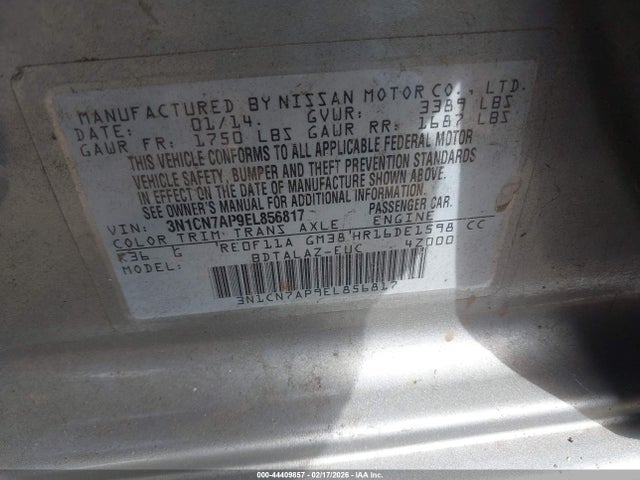 MANUFACTURED BY NISSAN MOTOR CO., LTD.
DATE: 01/14. GVWR: 3389 LBS
GAWR FR: 1750 LBS GAWR RR: 1687 LBS
THIS VEHICLE CONFORMS TO ALL APPLICABLE FEDERAL MOTOR
VEHICLE SAFETY, BUMPER AND THEFT PREVENTION STANDARDS
IN EFFECT ON THE DATE OF MANUFACTURE SHOWN ABOVE.
SEE OWNER'S MANUAL FOR ADDITIONAL INFORMATION.
VIN: 3N1CN7AP9EL856817 PASSENGER CAR.
COLOR TRIM: TRANS AXLE ENGINE
K36 G RE0F11A GM38 HR16DE1598 CC
MODEL: BDTALAZ-EUC 4Z000
3N1CN7AP9EL856817
000-44409857 - 02/17/2026 - Copyright IAA, Inc.